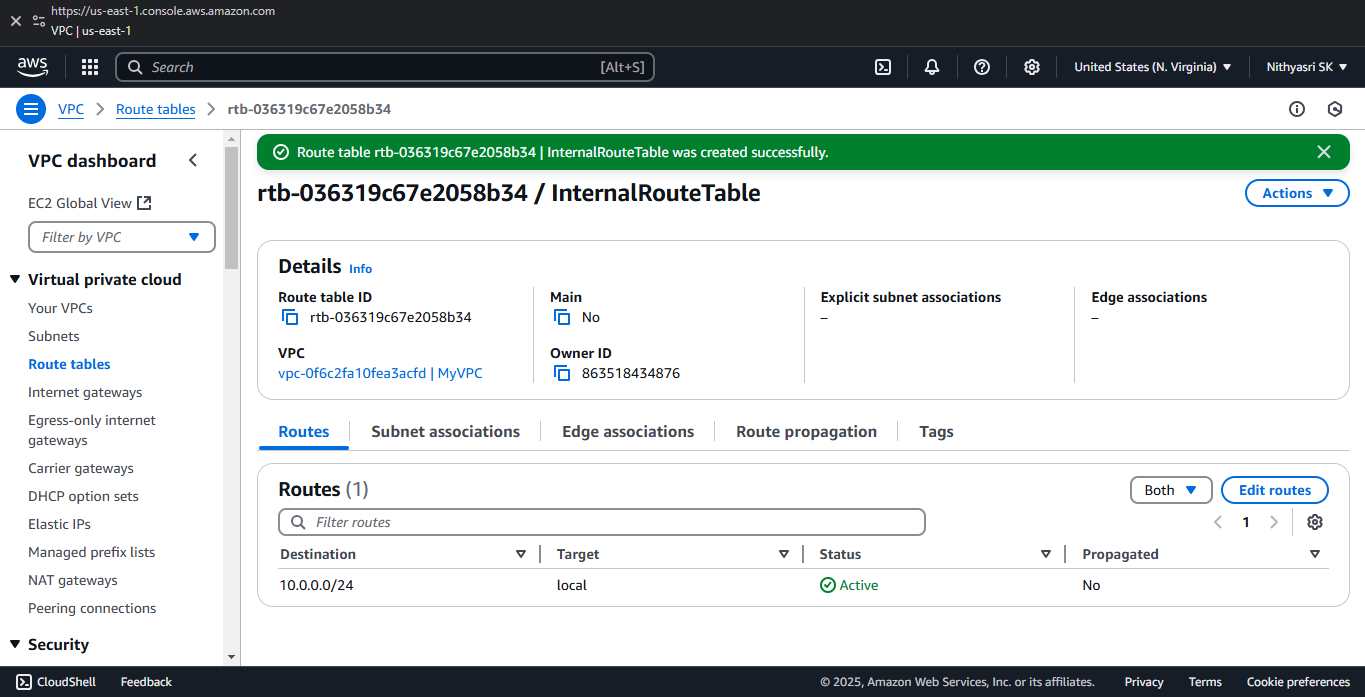 https://us-east-1.console.aws.amazon.com
VPC | us-east-1
aws
Search [Alt+S]
United States (N. Virginia)
Nithyasri SK
VPC
Route tables
rtb-036319c67e2058b34
VPC dashboard
EC2 Global View
Filter by VPC
Virtual private cloud
Your VPCs
Subnets
Route tables
Internet gateways
Egress-only internet
gateways
Carrier gateways
DHCP option sets
Elastic IPs
Managed prefix lists
NAT gateways
Peering connections
Security
Route table rtb-036319c67e2058b34 | InternalRouteTable was created successfully.
rtb-036319c67e2058b34 / InternalRouteTable
Actions
Details Info
Route table ID
rtb-036319c67e2058b34
Main
No
Explicit subnet associations
–
Edge associations
–
VPC
vpc-0f6c2fa10fea3acfd | MyVPC
Owner ID
863518434876
Routes
Subnet associations
Edge associations
Route propagation
Tags
Routes (1)
Both
Edit routes
Filter routes
1
Destination Target Status Propagated
10.0.0.0/24 local Active No
CloudShell
Feedback
© 2025, Amazon Web Services, Inc. or its affiliates.
Privacy
Terms
Cookie preferences